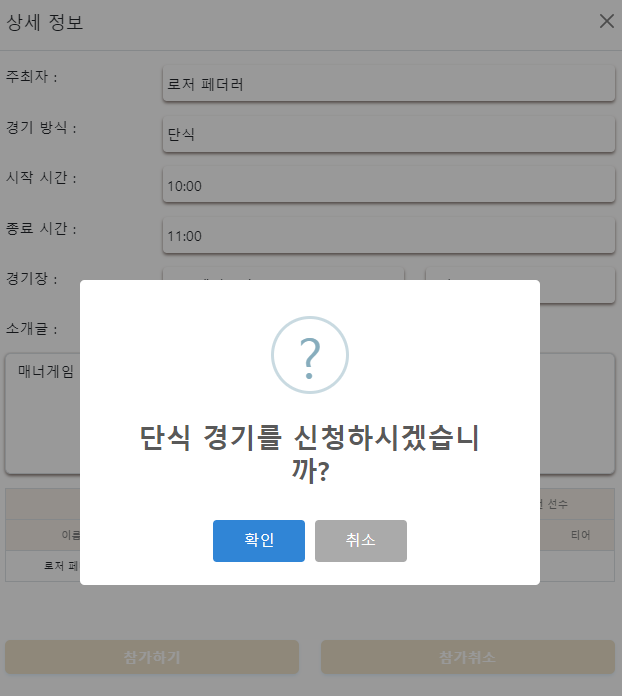 상세 정보
주최자 :
로저 페더러
경기 방식 :
단식
시작 시간 :
10:00
종료 시간 :
11:00
경기장 :
소개글 :
매너게임
?
단식 경기를 신청하시겠습니
까?
확인 취소
선수
티어
로저
참가하기 참가취소